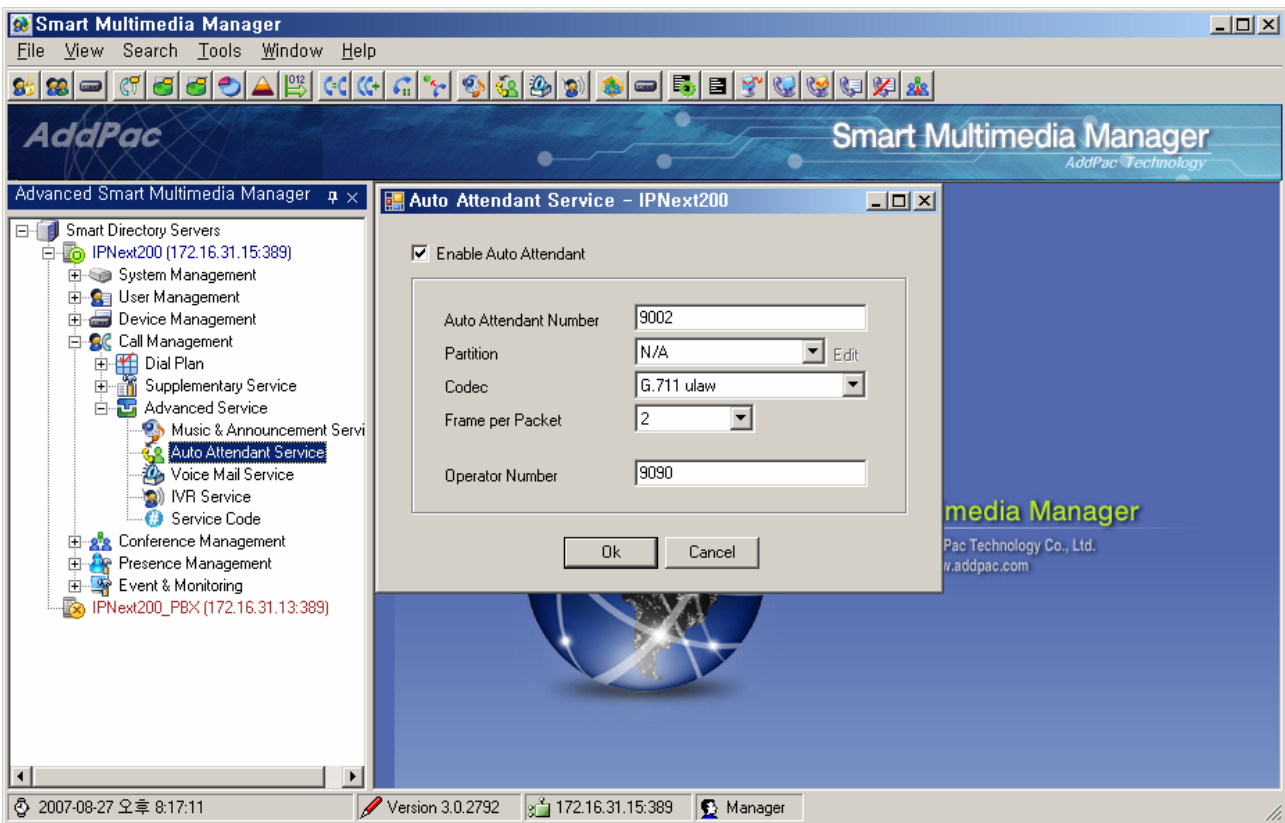 Smart Multimedia Manager
File View Search Tools Window Help
012
AddPac
Smart Multimedia Manager
AddPac Technology
Advanced Smart Multimedia Manager
Smart Directory Servers
IPNext200 (172.16.31.15:389)
System Management
User Management
Device Management
Call Management
Dial Plan
Supplementary Service
Advanced Service
Music & Announcement Servi
Auto Attendant Service
Voice Mail Service
IVR Service
Service Code
Conference Management
Presence Management
Event & Monitoring
IPNext200_PBX (172.16.31.13:389)
Auto Attendant Service - IPNext200
Enable Auto Attendant
Auto Attendant Number 9002
Partition N/A Edit
Codec G.711 ulaw
Frame per Packet 2
Operator Number 9090
Ok Cancel
media Manager
Pac Technology Co., Ltd.
w.addpac.com
2007-08-27 오후 8:17:11 Version 3.0.2792 172.16.31.15:389 Manager